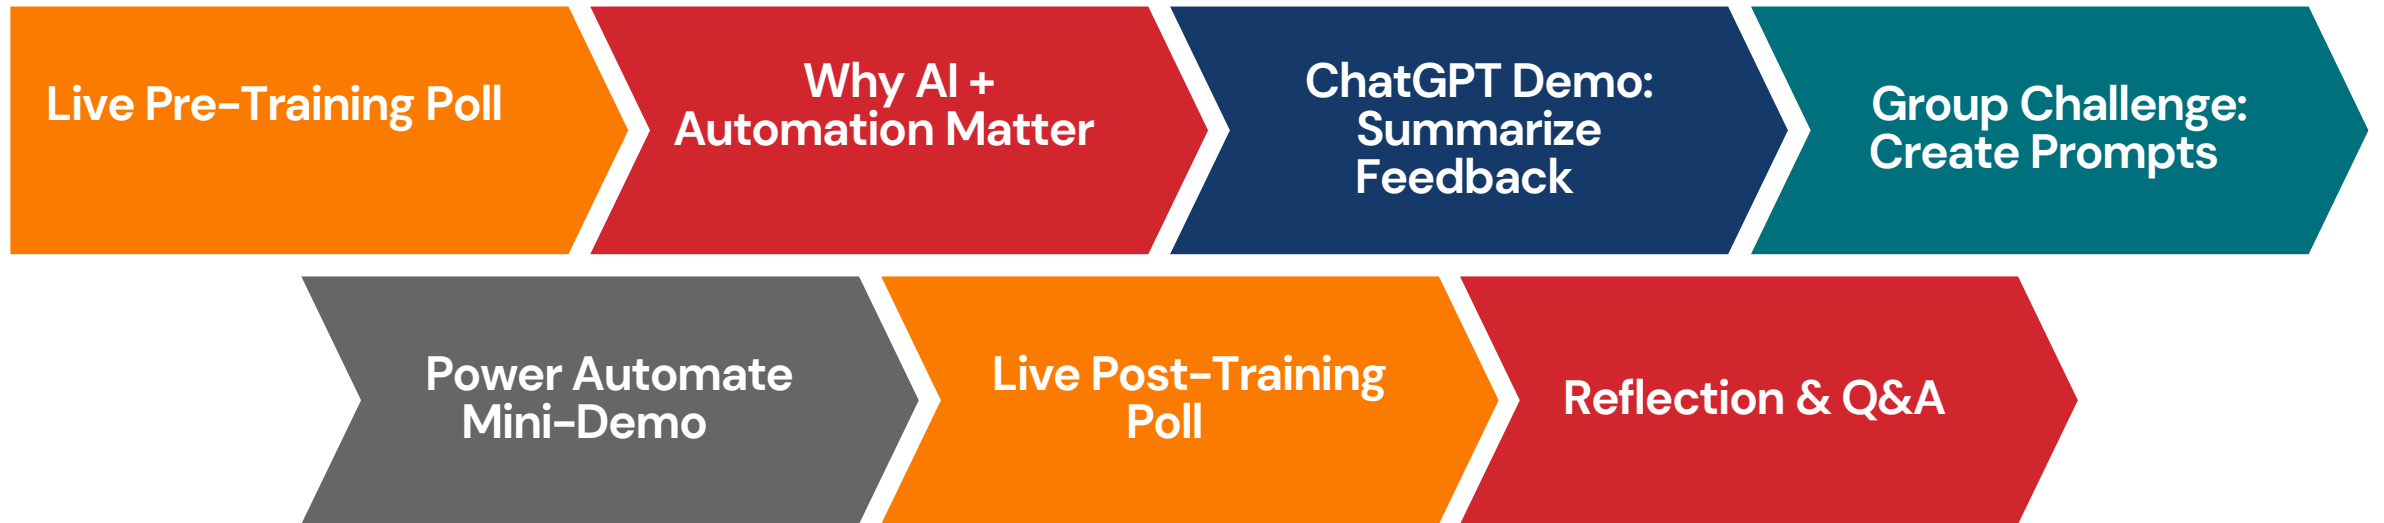 Live Pre-Training Poll
Why AI +
Automation Matter
ChatGPT Demo:
Summarize
Feedback
Group Challenge:
Create Prompts
Power Automate
Mini-Demo
Live Post-Training
Poll
Reflection & Q&A